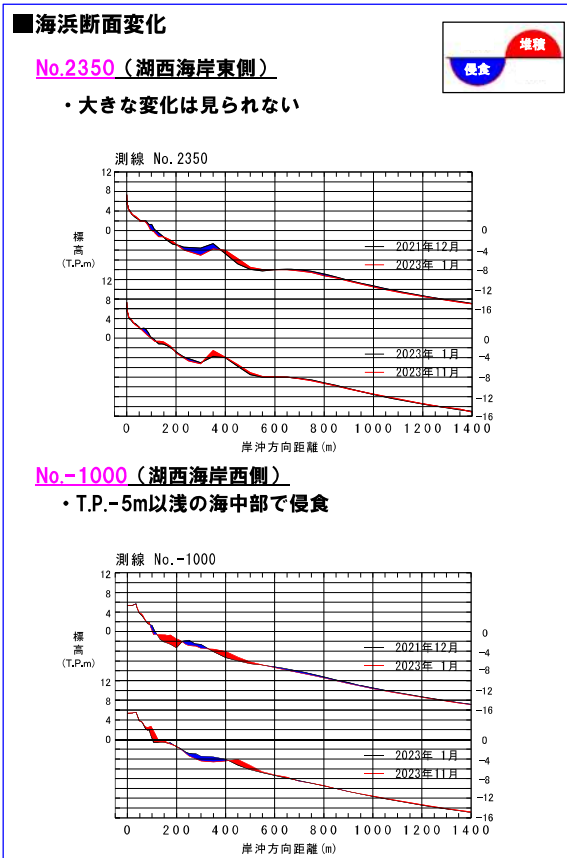 ■海浜断面変化
堆積
侵食
No.2350（湖西海岸東側）
・大きな変化は見られない
測線 No. 2350
12
8
4
0
標高
(T.P.m)
0
-4
-8
-12
-16
2021年12月
2023年 1月
12
8
4
0
0
-4
-8
-12
-16
2023年 1月
2023年11月
0 200 400 600 800 1000 1200 1400
岸沖方向距離(m)
No.-1000（湖西海岸西側）
・T.P.-5m以浅の海中部で侵食
測線 No. -1000
12
8
4
0
標高
(T.P.m)
0
-4
-8
-12
-16
2021年12月
2023年 1月
12
8
4
0
0
-4
-8
-12
-16
2023年 1月
2023年11月
0 200 400 600 800 1000 1200 1400
岸沖方向距離(m)